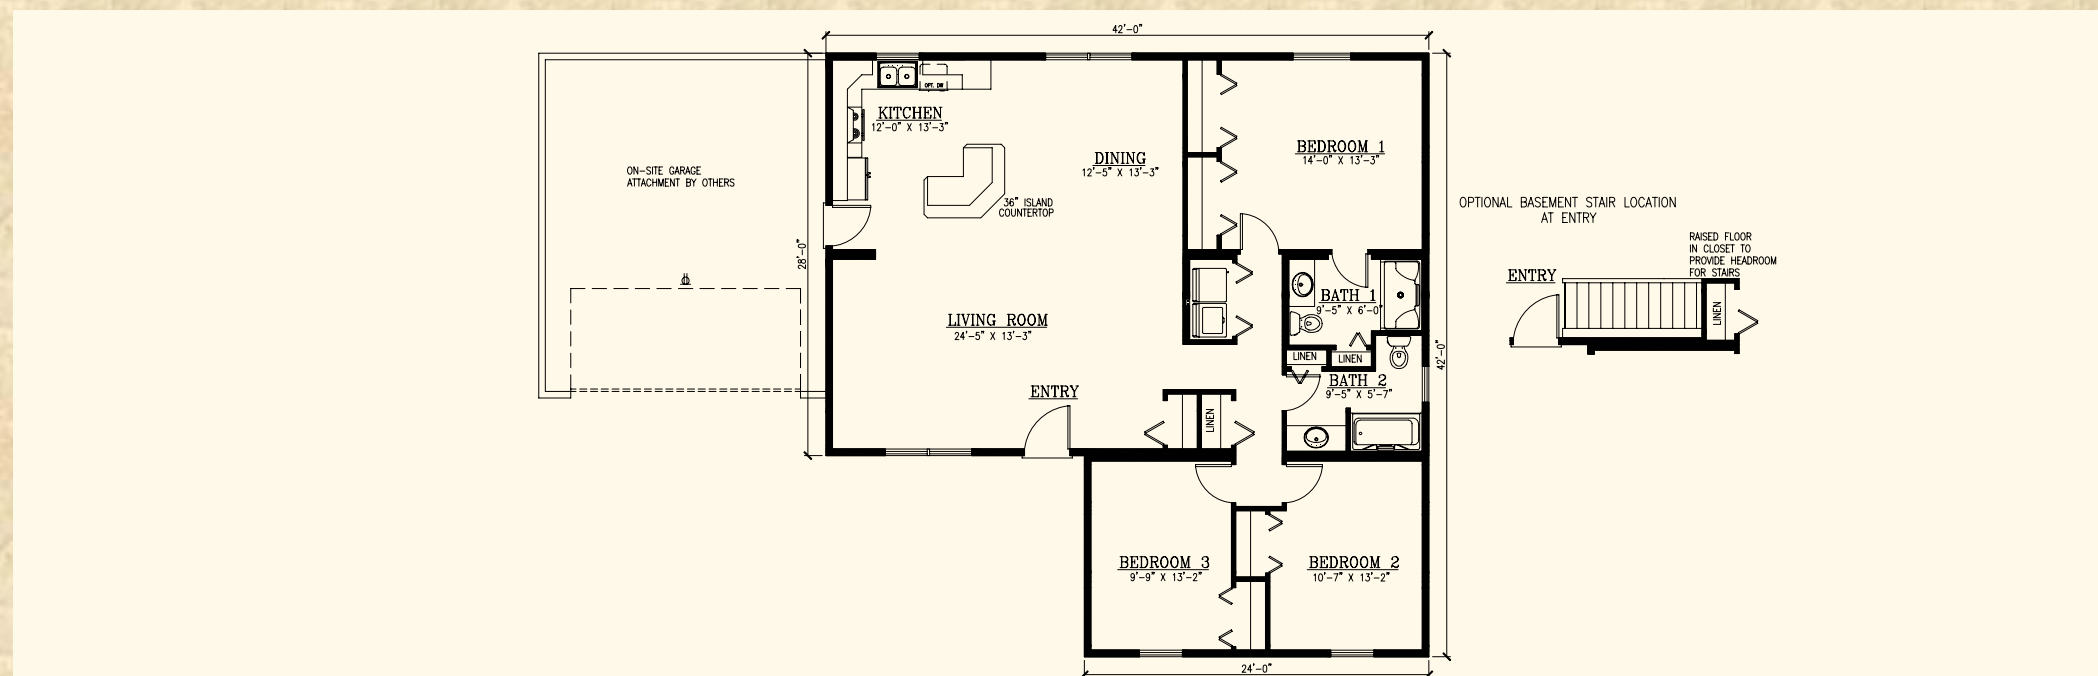 42'-0"
OPT. DW
KITCHEN
12'-0" X 13'-3"
DINING
12'-5" X 13'-3"
BEDROOM 1
14'-0" X 13'-3"
ON-SITE GARAGE
ATTACHMENT BY OTHERS
36" ISLAND
COUNTERTOP
28'-0"
OPTIONAL BASEMENT STAIR LOCATION
AT ENTRY
RAISED FLOOR
IN CLOSET TO
PROVIDE HEADROOM
FOR STAIRS
ENTRY
LINEN
BATH 1
9'-5" X 6'-0"
LIVING ROOM
24'-5" X 13'-3"
LINEN
LINEN
42'-0"
BATH 2
9'-5" X 5'-7"
ENTRY
LINEN
BEDROOM 3
9'-9" X 13'-2"
BEDROOM 2
10'-7" X 13'-2"
24'-0"